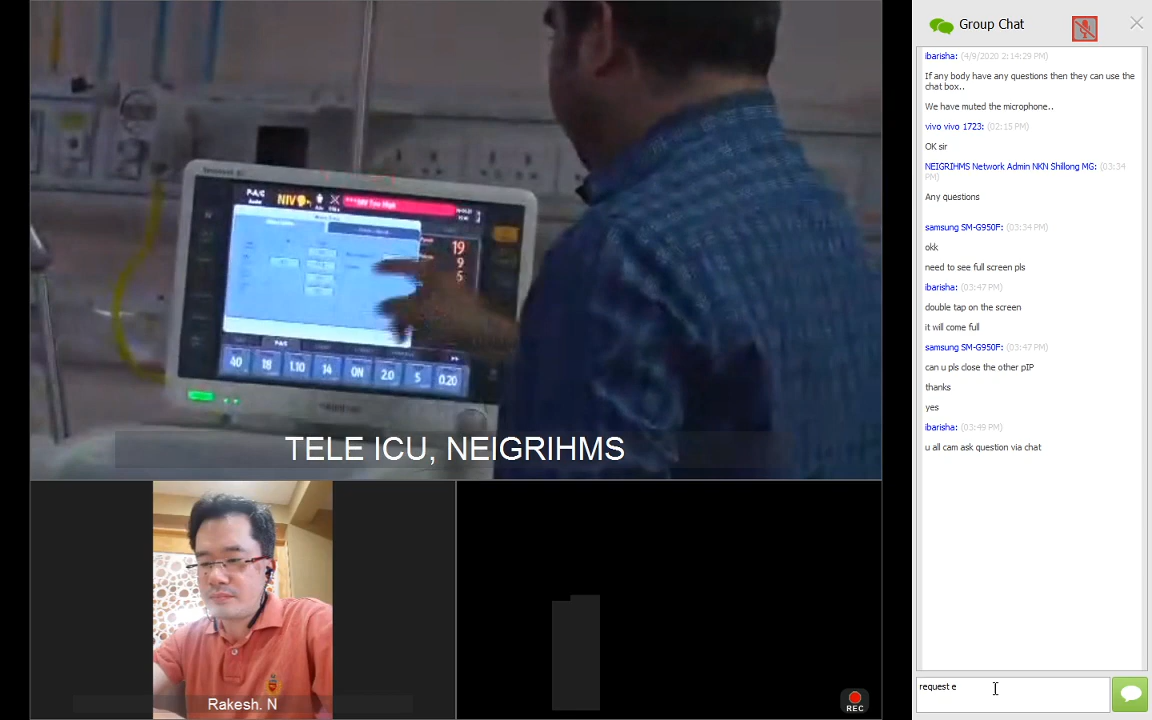 Group Chat
ibarisha: (4/9/2020 2:14:29 PM)
If any body have any questions then they can use the
chat box..
We have muted the microphone..
vivo vivo 1723: (02:15 PM)
OK sir
NEIGRIHMS Network Admin NKN Shillong MG: (03:34
PM)
Any questions
samsung SM-G950F: (03:34 PM)
okk
need to see full screen pls
ibarisha: (03:47 PM)
double tap on the screen
it will come full
samsung SM-G950F: (03:47 PM)
can u pls close the other pIP
thanks
yes
ibarisha: (03:49 PM)
u all cam ask question via chat
request e
P-A/C
NIV
19
9
5
P-A/C
40 18 1.10 14 ON 2.0 5 0.20
TELE ICU, NEIGRIHMS
Rakesh. N
REC